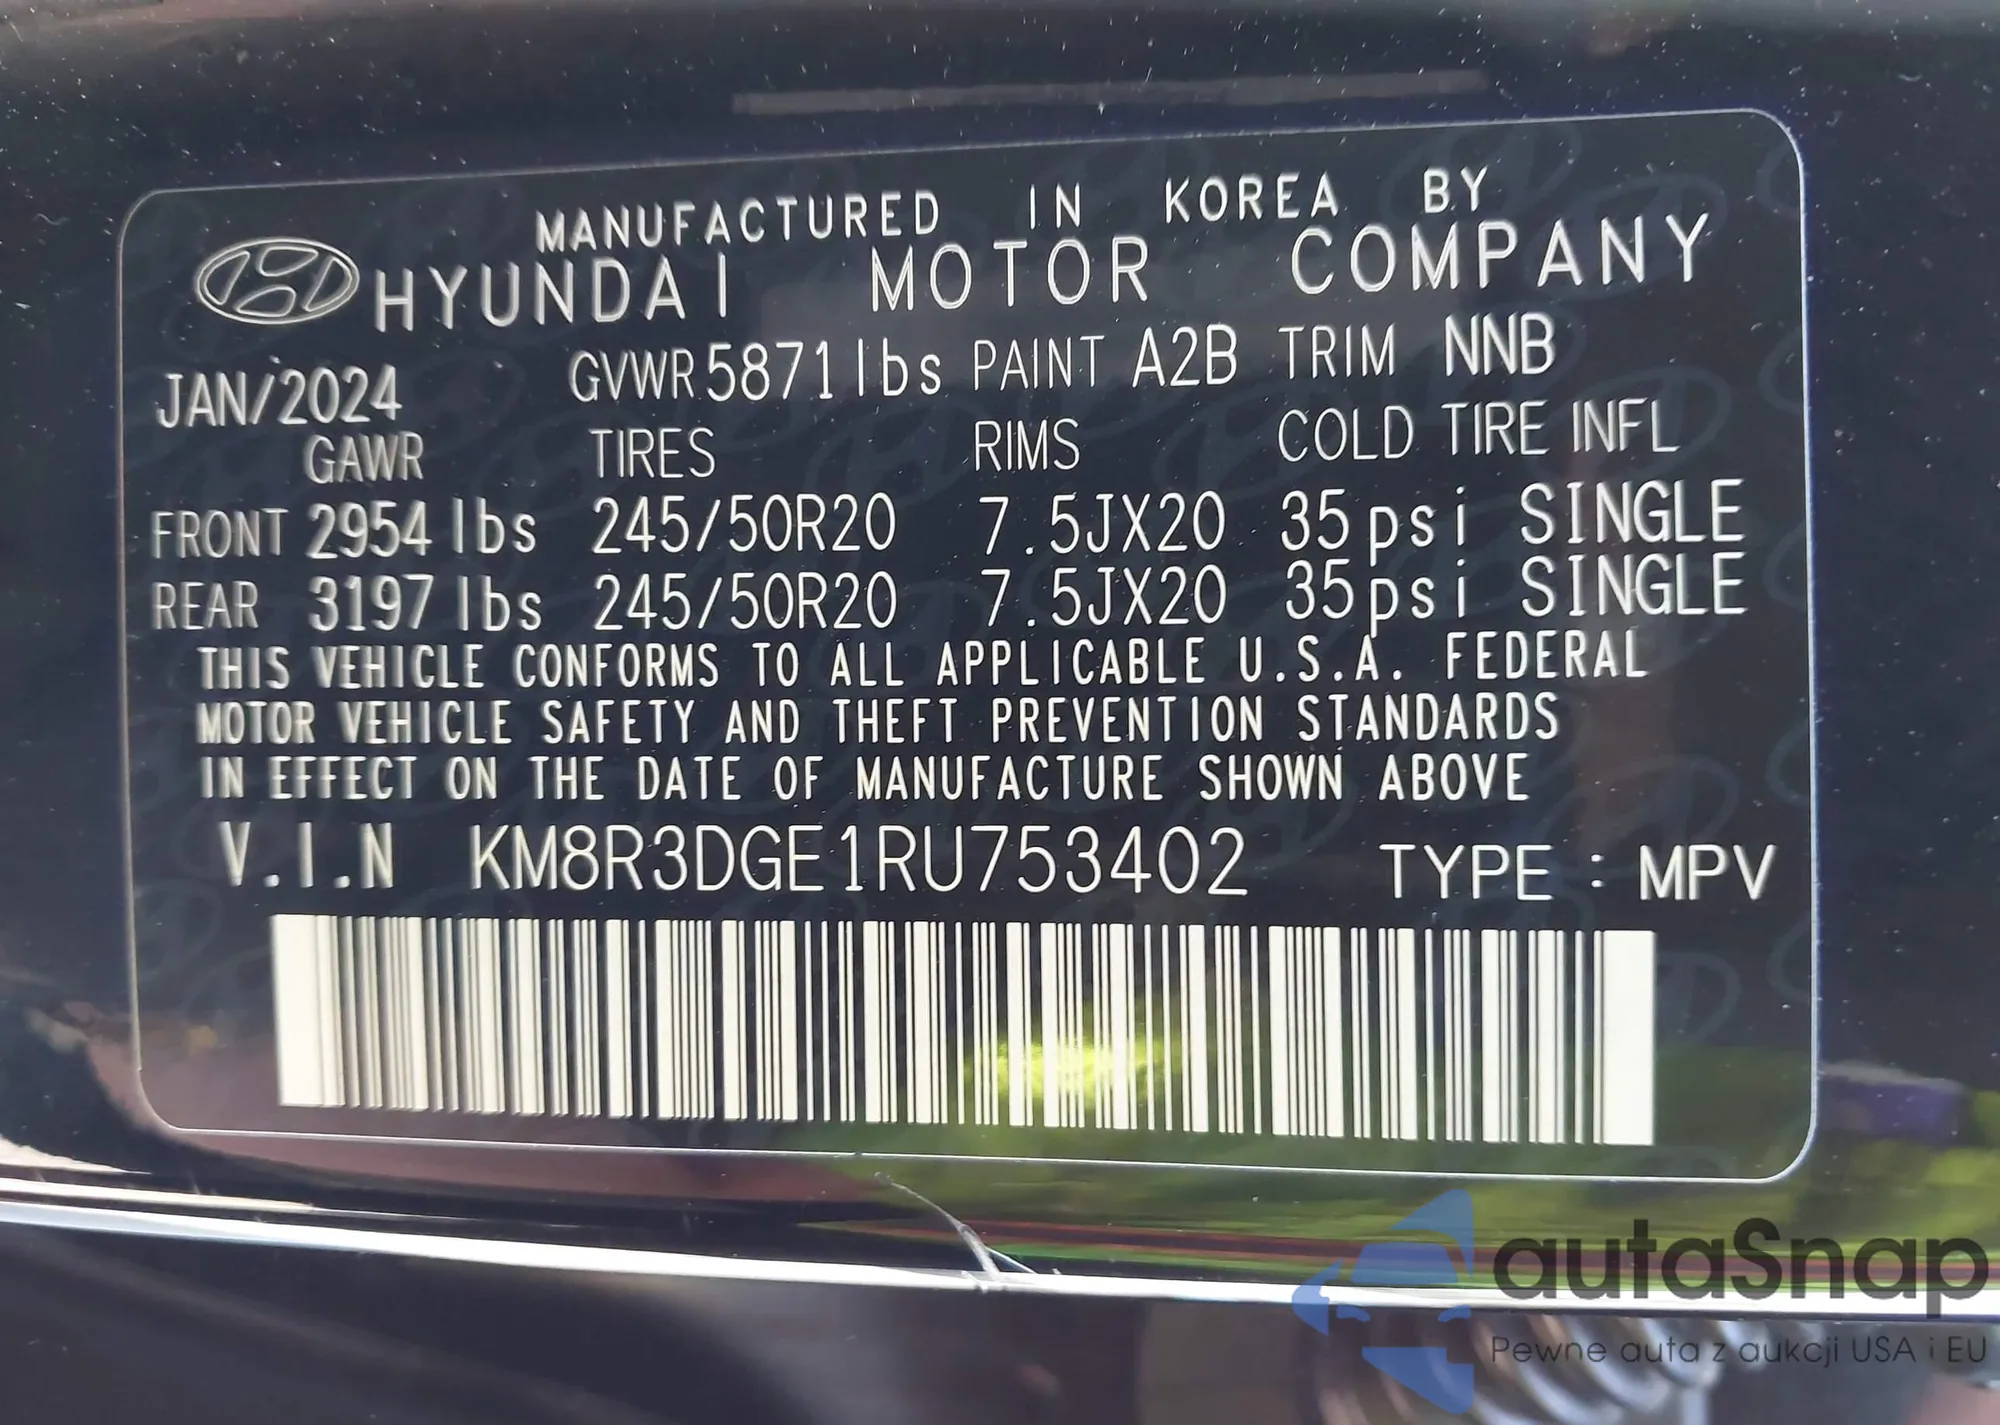 MANUFACTURED IN KOREA BY
HYUNDAI MOTOR COMPANY
JAN/2024 GVWR 5871 lbs PAINT A2B TRIM NNB
GAWR TIRES RIMS COLD TIRE INFL
FRONT 2954 lbs 245/50R20 7.5JX20 35psi SINGLE
REAR 3197 lbs 245/50R20 7.5JX20 35psi SINGLE
THIS VEHICLE CONFORMS TO ALL APPLICABLE U.S.A. FEDERAL
MOTOR VEHICLE SAFETY AND THEFT PREVENTION STANDARDS
IN EFFECT ON THE DATE OF MANUFACTURE SHOWN ABOVE
V.I.N KM8R3DGE1RU753402 TYPE : MPV
autaSnap
Pewne auta z aukcji USA i EU